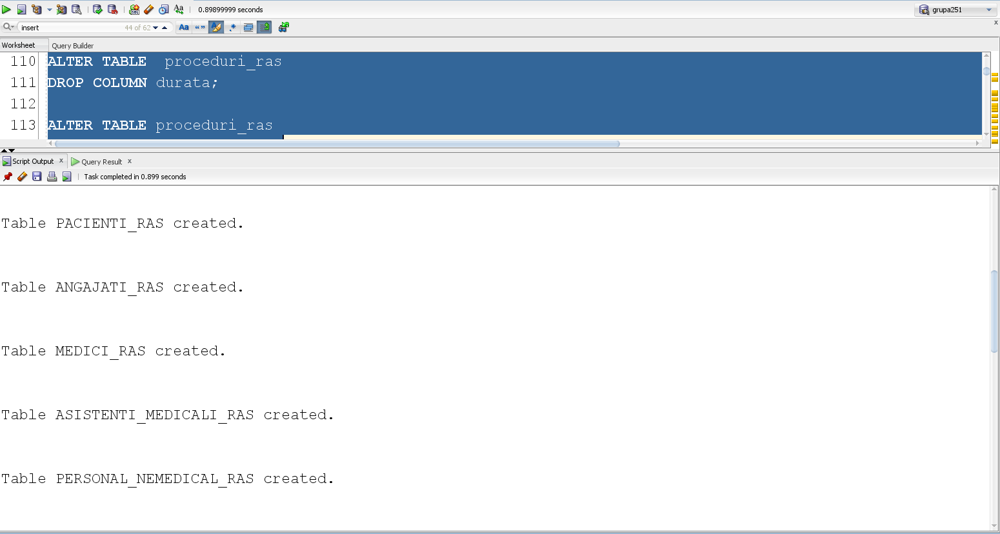 0.89899999 seconds
grupa251
insert
44 of 62
Aa
Worksheet
Query Builder
110 ALTER TABLE  proceduri_ras
111 DROP COLUMN durata;
112
113 ALTER TABLE proceduri_ras
Script Output x
Query Result x
Task completed in 0.899 seconds
Table PACIENTI_RAS created.
Table ANGAJATI_RAS created.
Table MEDICI_RAS created.
Table ASISTENTI_MEDICALI_RAS created.
Table PERSONAL_NEMEDICAL_RAS created.